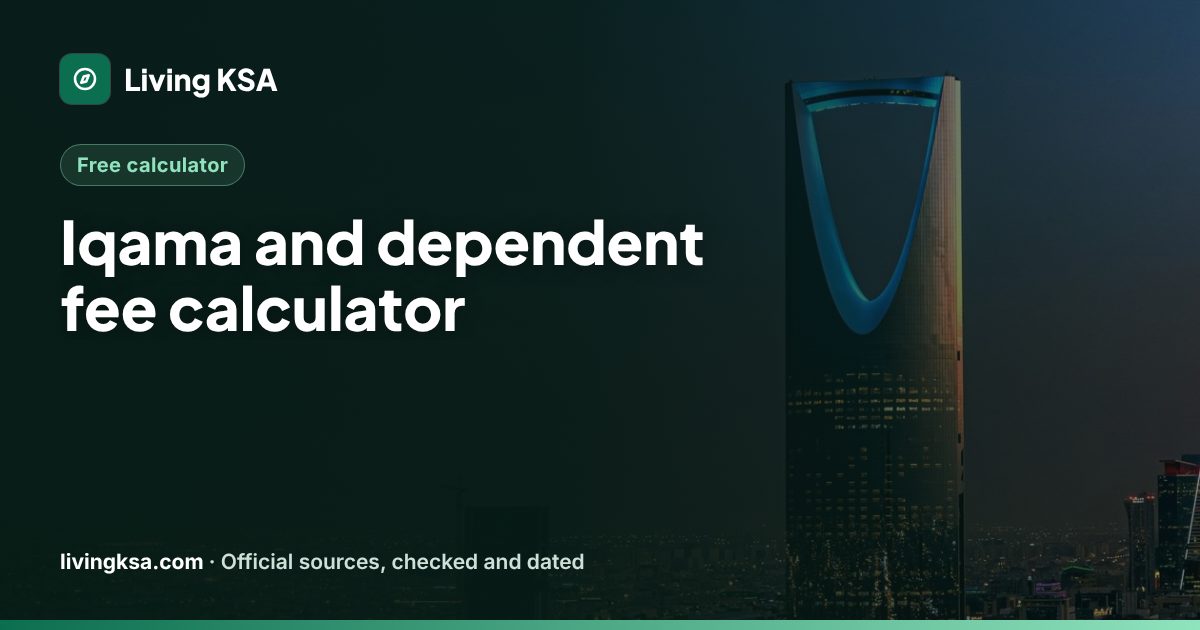 Living KSA
Free calculator
Iqama and dependent
fee calculator
livingksa.com · Official sources, checked and dated